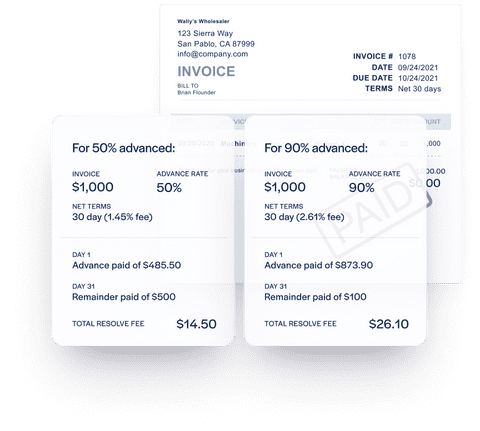 Wally's Wholesaler
123 Sierra Way
San Pablo, CA 87999
info@company.com
INVOICE
BILL TO
Brian Flounder
INVOICE # 1078
DATE 09/24/2021
DUE DATE 10/24/2021
TERMS Net 30 days
For 50% advanced:
INVOICE ADVANCE RATE
$1,000 50%
NET TERMS
30 day (1.45% fee)
DAY 1
Advance paid of $485.50
DAY 31
Remainder paid of $500
TOTAL RESOLVE FEE $14.50
For 90% advanced:
INVOICE ADVANCE RATE
$1,000 90%
NET TERMS
30 day (2.61% fee)
DAY 1
Advance paid of $873.90
DAY 31
Remainder paid of $100
TOTAL RESOLVE FEE $26.10
PAID